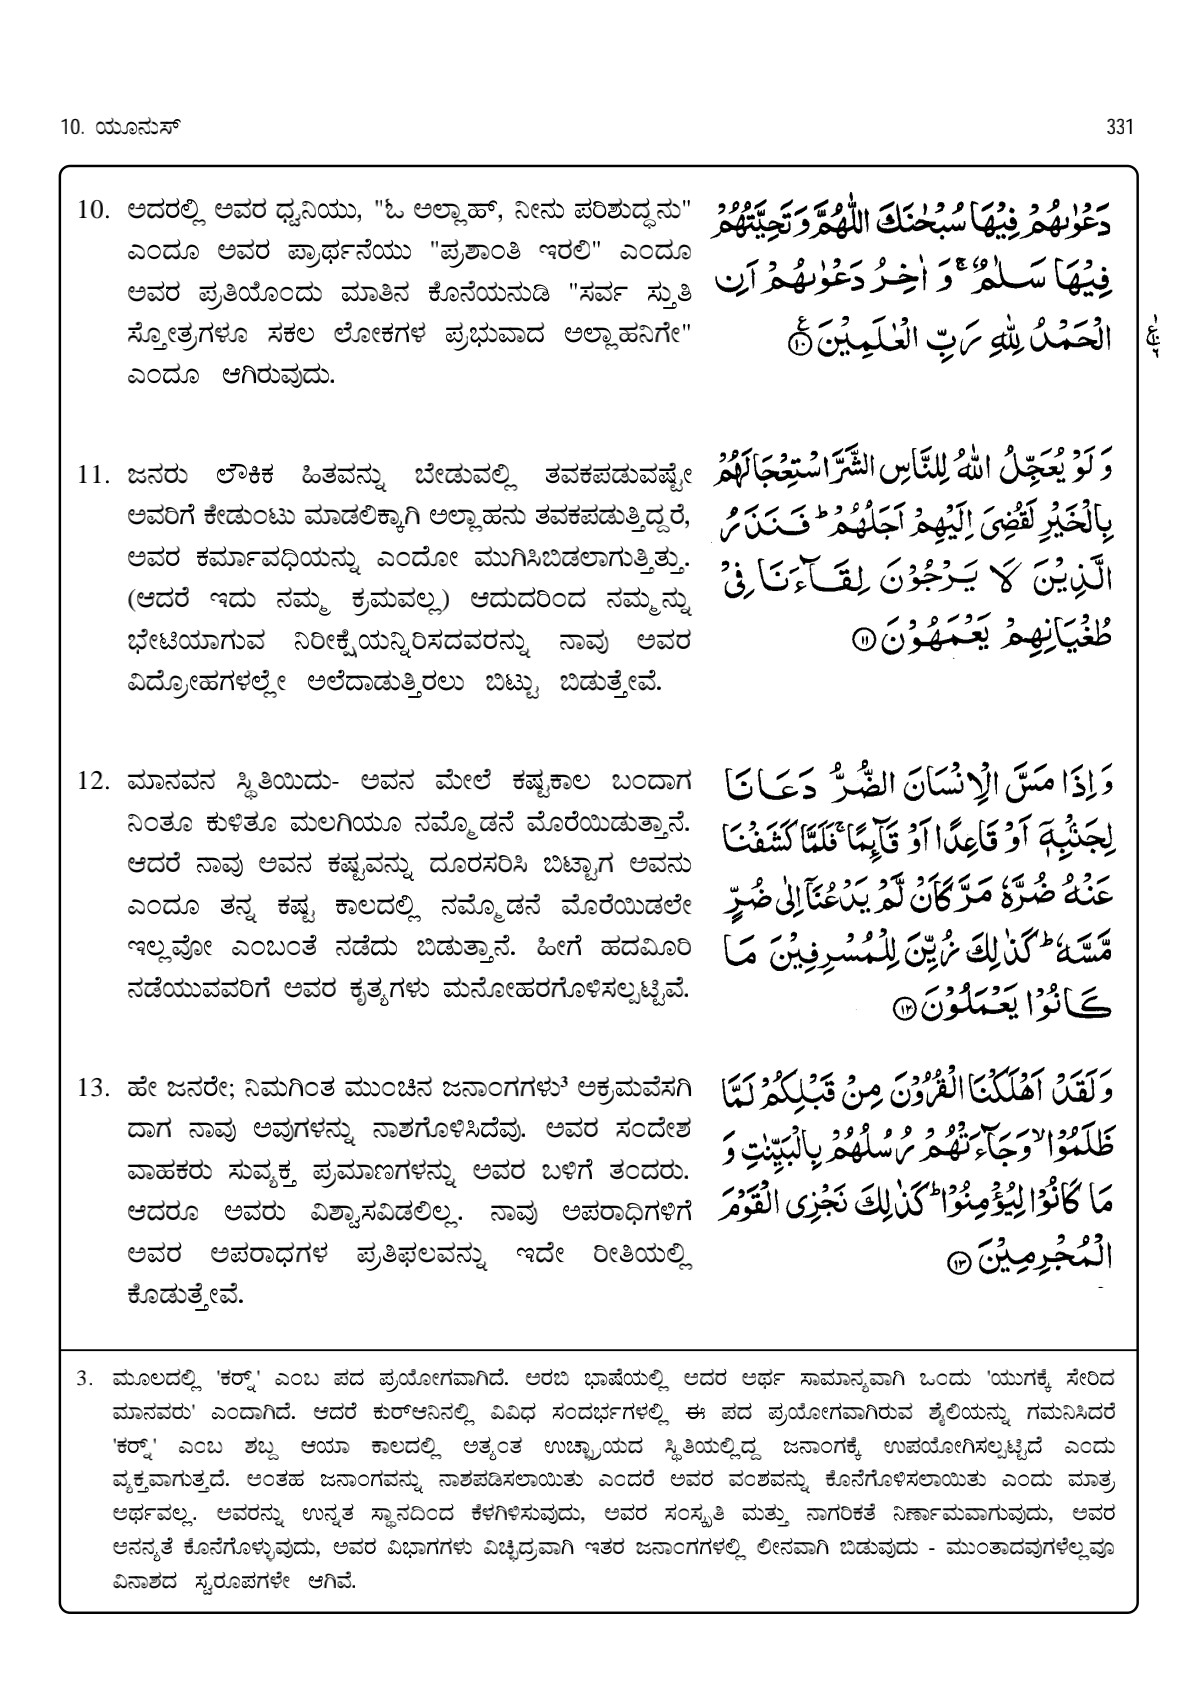 10. ಯೂನುಸ್
331
10. ಅದರಲ್ಲಿ ಅವರ ಧ್ವನಿಯು, "ಓ ಅಲ್ಲಾಹ್, ನೀನು ಪರಿಶುದ್ಧನು"
ಎಂದೂ ಅವರ ಪ್ರಾರ್ಥನೆಯು "ಪ್ರಶಾಂತಿ ಇರಲಿ" ಎಂದೂ
ಅವರ ಪ್ರತಿಯೊಂದು ಮಾತಿನ ಕೊನೆಯನುಡಿ "ಸರ್ವ ಸ್ತುತಿ
ಸ್ತೋತ್ರಗಳೂ ಸಕಲ ಲೋಕಗಳ ಪ್ರಭುವಾದ ಅಲ್ಲಾಹನಿಗೇ"
ಎಂದೂ ಆಗಿರುವುದು.
دَعْوٰىهُمْ فِيْهَا سُبْحٰنَكَ اللّٰهُمَّ وَتَحِيَّتُهُمْ
فِيْهَا سَلٰمٌ ۚ وَ اٰخِرُ دَعْوٰىهُمْ اَنِ
الْحَمْدُ لِلّٰهِ رَبِّ الْعٰلَمِيْنَ ﴿۱۰﴾
11. ಜನರು ಲೌಕಿಕ ಹಿತವನ್ನು ಬೇಡುವಲ್ಲಿ ತವಕಪಡುವಷ್ಟೇ
ಅವರಿಗೆ ಕೇಡುಂಟು ಮಾಡಲಿಕ್ಕಾಗಿ ಅಲ್ಲಾಹನು ತವಕಪಡುತ್ತಿದ್ದರೆ,
ಅವರ ಕರ್ಮಾವಧಿಯನ್ನು ಎಂದೋ ಮುಗಿಸಿಬಿಡಲಾಗುತ್ತಿತ್ತು.
(ಆದರೆ ಇದು ನಮ್ಮ ಕ್ರಮವಲ್ಲ) ಆದುದರಿಂದ ನಮ್ಮನ್ನು
ಭೇಟಿಯಾಗುವ ನಿರೀಕ್ಷೆಯನ್ನಿರಿಸದವರನ್ನು ನಾವು ಅವರ
ವಿದ್ರೋಹಗಳಲ್ಲೇ ಅಲೆದಾಡುತ್ತಿರಲು ಬಿಟ್ಟು ಬಿಡುತ್ತೇವೆ.
وَ لَوْ يُعَجِّلُ اللّٰهُ لِلنَّاسِ الشَّرَّ اسْتِعْجَالَهُمْ
بِالْخَيْرِ لَقُضِىَ اِلَيْهِمْ اَجَلُهُمْ ؕ فَنَذَرُ
الَّذِيْنَ لَا يَرْجُوْنَ لِقَآءَنَا فِىْ
طُغْيَانِهِمْ يَعْمَهُوْنَ ﴿۱۱﴾
12. ಮಾನವನ ಸ್ಥಿತಿಯಿದು- ಅವನ ಮೇಲೆ ಕಷ್ಟಕಾಲ ಬಂದಾಗ
ನಿಂತೂ ಕುಳಿತೂ ಮಲಗಿಯೂ ನಮ್ಮೊಡನೆ ಮೊರೆಯಿಡುತ್ತಾನೆ.
ಆದರೆ ನಾವು ಅವನ ಕಷ್ಟವನ್ನು ದೂರಸರಿಸಿ ಬಿಟ್ಟಾಗ ಅವನು
ಎಂದೂ ತನ್ನ ಕಷ್ಟ ಕಾಲದಲ್ಲಿ ನಮ್ಮೊಡನೆ ಮೊರೆಯಿಡಲೇ
ಇಲ್ಲವೋ ಎಂಬಂತೆ ನಡೆದು ಬಿಡುತ್ತಾನೆ. ಹೀಗೆ ಹದಮೀರಿ
ನಡೆಯುವವರಿಗೆ ಅವರ ಕೃತ್ಯಗಳು ಮನೋಹರಗೊಳಿಸಲ್ಪಟ್ಟಿವೆ.
وَ اِذَا مَسَّ الْاِنْسَانَ الضُّرُّ دَعَانَا
لِجَنْۢبِهٖۤ اَوْ قَاعِدًا اَوْ قَآئِمًا ۚ فَلَمَّا كَشَفْنَا
عَنْهُ ضُرَّهٗ مَرَّ كَاَنْ لَّمْ يَدْعُنَاۤ اِلٰى ضُرٍّ
مَّسَّهٗ ؕ كَذٰلِكَ زُيِّنَ لِلْمُسْرِفِيْنَ مَا
كَانُوْا يَعْمَلُوْنَ ﴿۱۲﴾
13. ಹೇ ಜನರೇ; ನಿಮಗಿಂತ ಮುಂಚಿನ ಜನಾಂಗಗಳು³ ಅಕ್ರಮವೆಸಗಿ
ದಾಗ ನಾವು ಅವುಗಳನ್ನು ನಾಶಗೊಳಿಸಿದೆವು. ಅವರ ಸಂದೇಶ
ವಾಹಕರು ಸುವ್ಯಕ್ತ ಪ್ರಮಾಣಗಳನ್ನು ಅವರ ಬಳಿಗೆ ತಂದರು.
ಆದರೂ ಅವರು ವಿಶ್ವಾಸವಿಡಲಿಲ್ಲ. ನಾವು ಅಪರಾಧಿಗಳಿಗೆ
ಅವರ ಅಪರಾಧಗಳ ಪ್ರತಿಫಲವನ್ನು ಇದೇ ರೀತಿಯಲ್ಲಿ
ಕೊಡುತ್ತೇವೆ.
وَلَقَدْ اَهْلَكْنَا الْقُرُوْنَ مِنْ قَبْلِكُمْ لَمَّا
ظَلَمُوْا ۙ وَجَآءَتْهُمْ رُسُلُهُمْ بِالْبَيِّنٰتِ وَ
مَا كَانُوْا لِيُؤْمِنُوْا ؕ كَذٰلِكَ نَجْزِى الْقَوْمَ
الْمُجْرِمِيْنَ ﴿۱۳﴾
3. ಮೂಲದಲ್ಲಿ 'ಕರ್ನ್' ಎಂಬ ಪದ ಪ್ರಯೋಗವಾಗಿದೆ. ಅರಬಿ ಭಾಷೆಯಲ್ಲಿ ಅದರ ಅರ್ಥ ಸಾಮಾನ್ಯವಾಗಿ ಒಂದು 'ಯುಗಕ್ಕೆ ಸೇರಿದ
ಮಾನವರು' ಎಂದಾಗಿದೆ. ಆದರೆ ಕುರ್‌ಆನಿನಲ್ಲಿ ವಿವಿಧ ಸಂದರ್ಭಗಳಲ್ಲಿ ಈ ಪದ ಪ್ರಯೋಗವಾಗಿರುವ ಶೈಲಿಯನ್ನು ಗಮನಿಸಿದರೆ
'ಕರ್ನ್' ಎಂಬ ಶಬ್ದ ಆಯಾ ಕಾಲದಲ್ಲಿ ಅತ್ಯಂತ ಉಚ್ಛ್ರಾಯದ ಸ್ಥಿತಿಯಲ್ಲಿದ್ದ ಜನಾಂಗಕ್ಕೆ ಉಪಯೋಗಿಸಲ್ಪಟ್ಟಿದೆ ಎಂದು
ವ್ಯಕ್ತವಾಗುತ್ತದೆ. ಅಂತಹ ಜನಾಂಗವನ್ನು ನಾಶಪಡಿಸಲಾಯಿತು ಎಂದರೆ ಅವರ ವಂಶವನ್ನು ಕೊನೆಗೊಳಿಸಲಾಯಿತು ಎಂದು ಮಾತ್ರ
ಅರ್ಥವಲ್ಲ. ಅವರನ್ನು ಉನ್ನತ ಸ್ಥಾನದಿಂದ ಕೆಳಗಿಳಿಸುವುದು, ಅವರ ಸಂಸ್ಕೃತಿ ಮತ್ತು ನಾಗರಿಕತೆ ನಿರ್ಣಾಮವಾಗುವುದು, ಅವರ
ಅನನ್ಯತೆ ಕೊನೆಗೊಳ್ಳುವುದು, ಅವರ ವಿಭಾಗಗಳು ವಿಚ್ಛಿದ್ರವಾಗಿ ಇತರ ಜನಾಂಗಗಳಲ್ಲಿ ಲೀನವಾಗಿ ಬಿಡುವುದು - ಮುಂತಾದವುಗಳೆಲ್ಲವೂ
ವಿನಾಶದ ಸ್ವರೂಪಗಳೇ ಆಗಿವೆ.